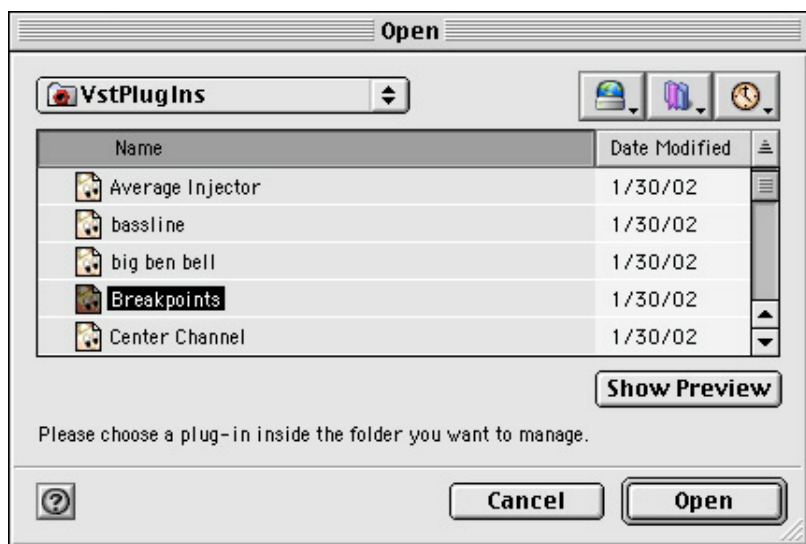 Open
VstPlugIns
Name Date Modified
Average Injector 1/30/02
bassline 1/30/02
big ben bell 1/30/02
Breakpoints 1/30/02
Center Channel 1/30/02
Show Preview
Please choose a plug-in inside the folder you want to manage.
? Cancel Open